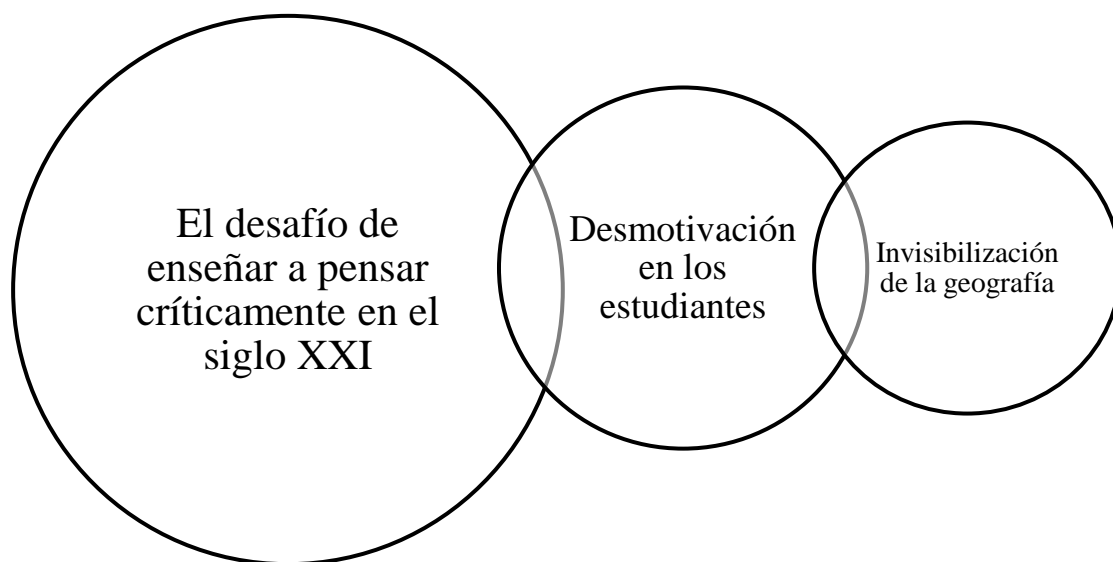 El desafío de
enseñar a pensar
críticamente en el
siglo XXI
Desmotivación
en los
estudiantes
Invisibilización
de la geografía